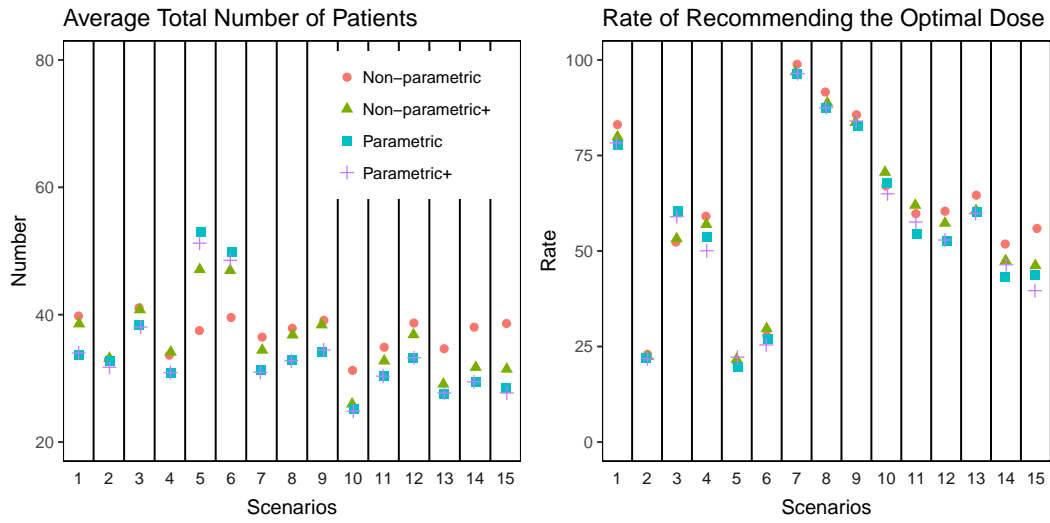 Average Total Number of Patients
80
60
40
20
Number
Non−parametric
Non−parametric+
Parametric
Parametric+
1 2 3 4 5 6 7 8 9 10 11 12 13 14 15
Scenarios
Rate of Recommending the Optimal Dose
100
75
50
25
0
Rate
1 2 3 4 5 6 7 8 9 10 11 12 13 14 15
Scenarios